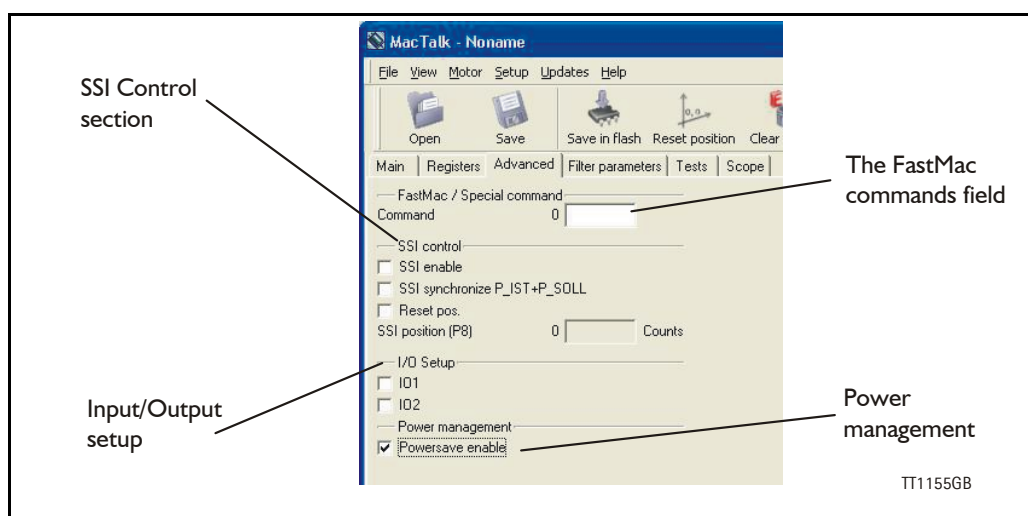 MacTalk - Noname
File View Motor Setup Updates Help
Open Save Save in flash Reset position Clear
Main Registers Advanced Filter parameters Tests Scope
SSI Control
section
FastMac / Special command
Command 0
The FastMac
commands field
SSI control
SSI enable
SSI synchronize P_IST+P_SOLL
Reset pos.
SSI position (P8) 0 Counts
I/O Setup
IO1
IO2
Input/Output
setup
Power management
Powersave enable
Power
management
TT1155GB